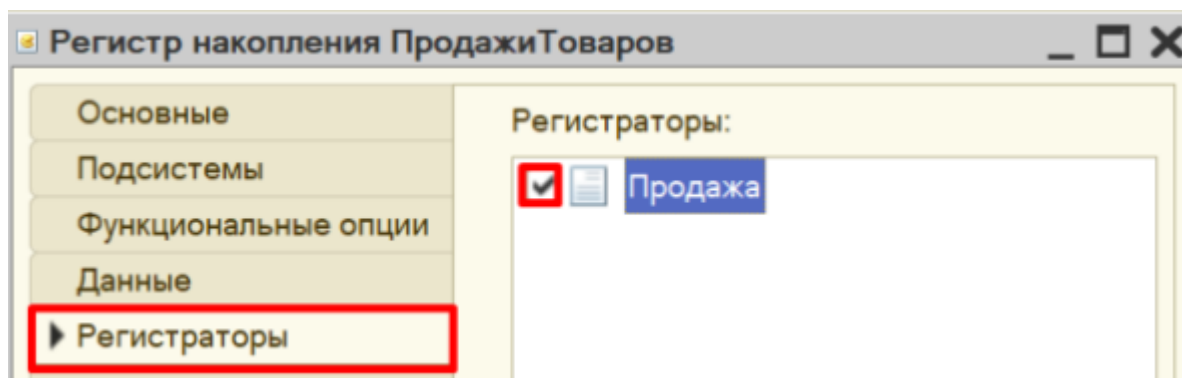 Регистр накопления ПродажиТоваров
Основные
Подсистемы
Функциональные опции
Данные
Регистраторы
Регистраторы:
Продажа